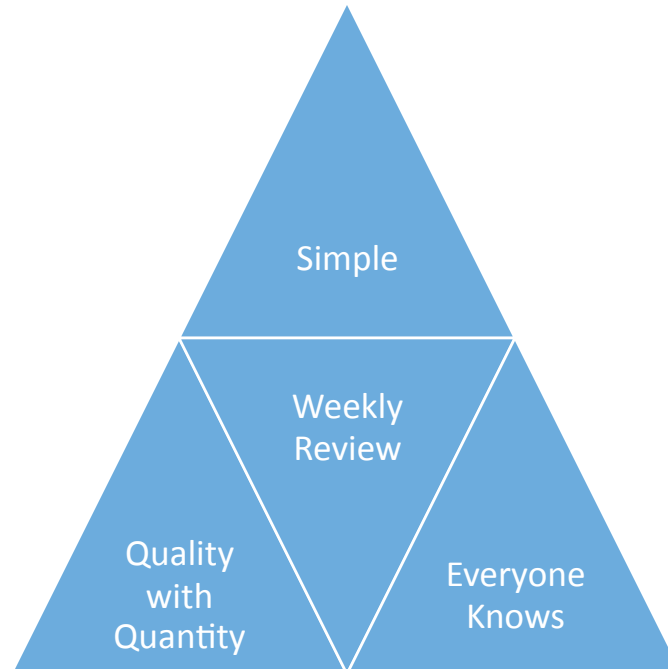 Simple
Weekly
Review
Quality
with
Quantity
Everyone
Knows